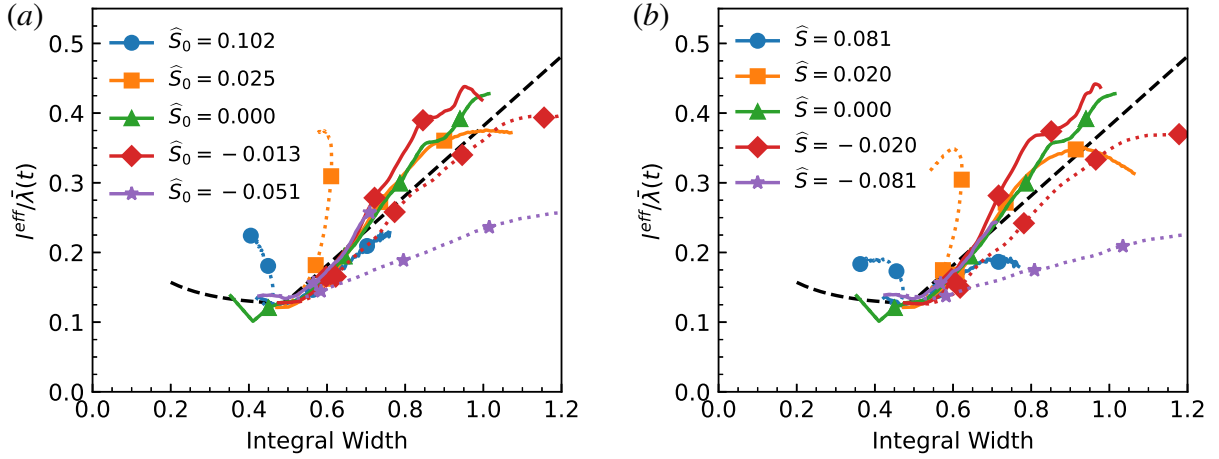 (a)
0.5
0.4
0.3
0.2
0.1
0.0
l^{eff}/λ̄(t)
Ŝ₀ = 0.102
Ŝ₀ = 0.025
Ŝ₀ = 0.000
Ŝ₀ = −0.013
Ŝ₀ = −0.051
0.0 0.2 0.4 0.6 0.8 1.0 1.2
Integral Width
(b)
0.5
0.4
0.3
0.2
0.1
0.0
l^{eff}/λ̄(t)
Ŝ = 0.081
Ŝ = 0.020
Ŝ = 0.000
Ŝ = −0.020
Ŝ = −0.081
0.0 0.2 0.4 0.6 0.8 1.0 1.2
Integral Width